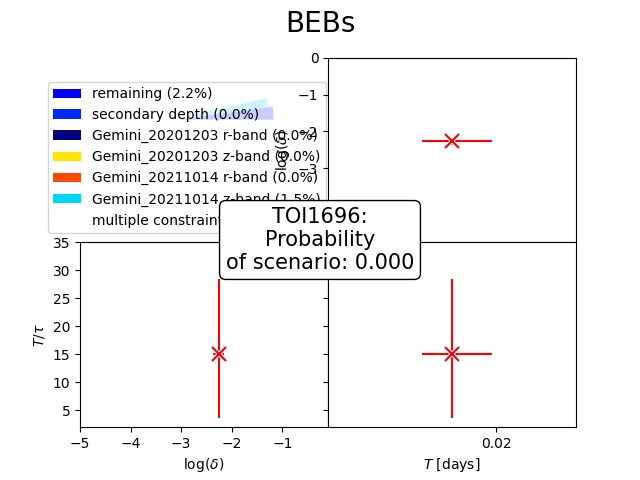 BEBs
remaining (2.2%)
secondary depth (0.0%)
Gemini_20201203 r-band (0.0%)
Gemini_20201203 z-band (0.0%)
Gemini_20211014 r-band (0.0%)
Gemini_20211014 z-band (1.5%)
multiple constraint
0
−1
−2
−3
log(δ)
TOI1696:
Probability
of scenario: 0.000
35
30
25
20
15
10
5
T/τ
−5 −4 −3 −2 −1
log(δ)
0.02
T [days]